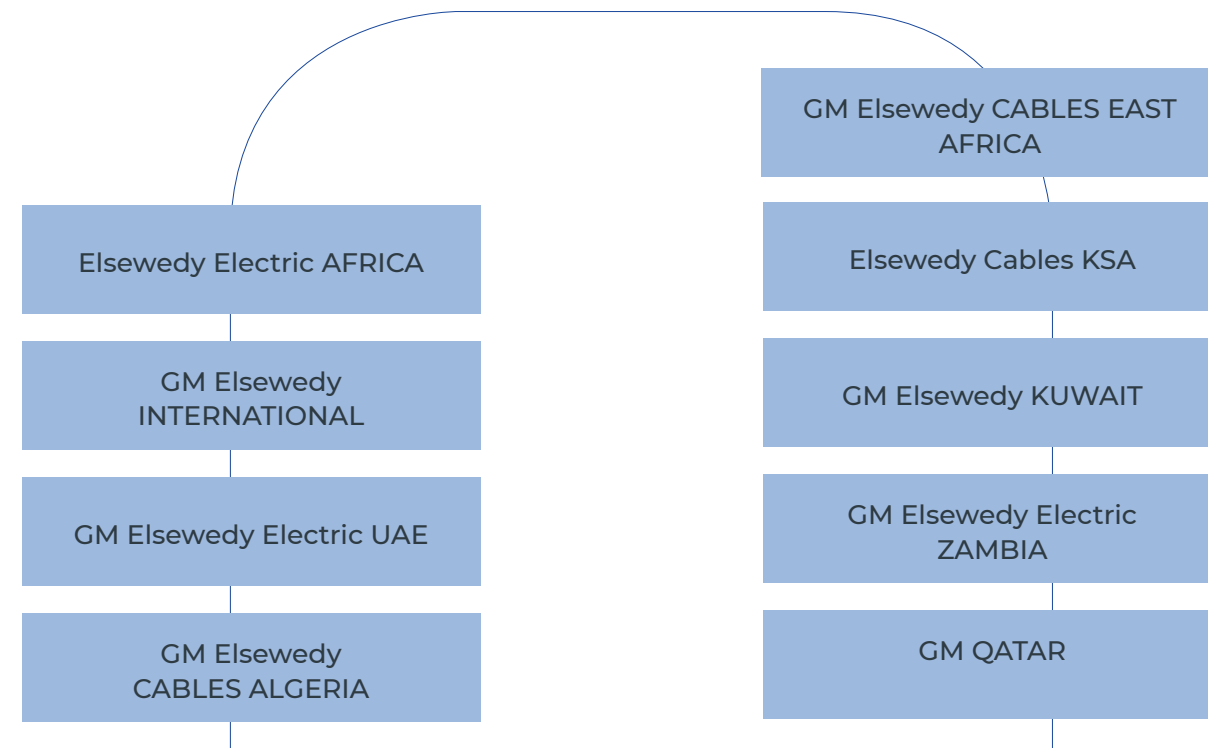 Elsewedy Electric AFRICA
GM Elsewedy
INTERNATIONAL
GM Elsewedy Electric UAE
GM Elsewedy
CABLES ALGERIA
GM Elsewedy CABLES EAST
AFRICA
Elsewedy Cables KSA
GM Elsewedy KUWAIT
GM Elsewedy Electric
ZAMBIA
GM QATAR